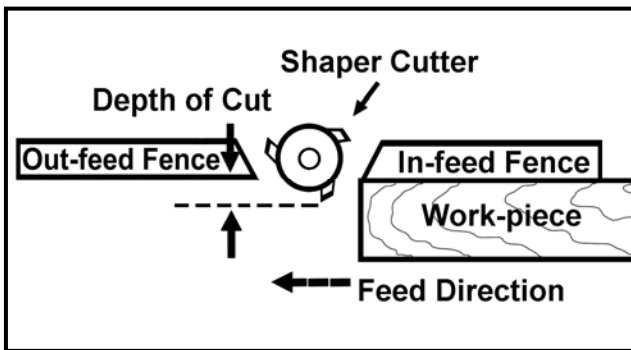 Shaper Cutter
Depth of Cut
Out-feed Fence
In-feed Fence
Work-piece
Feed Direction